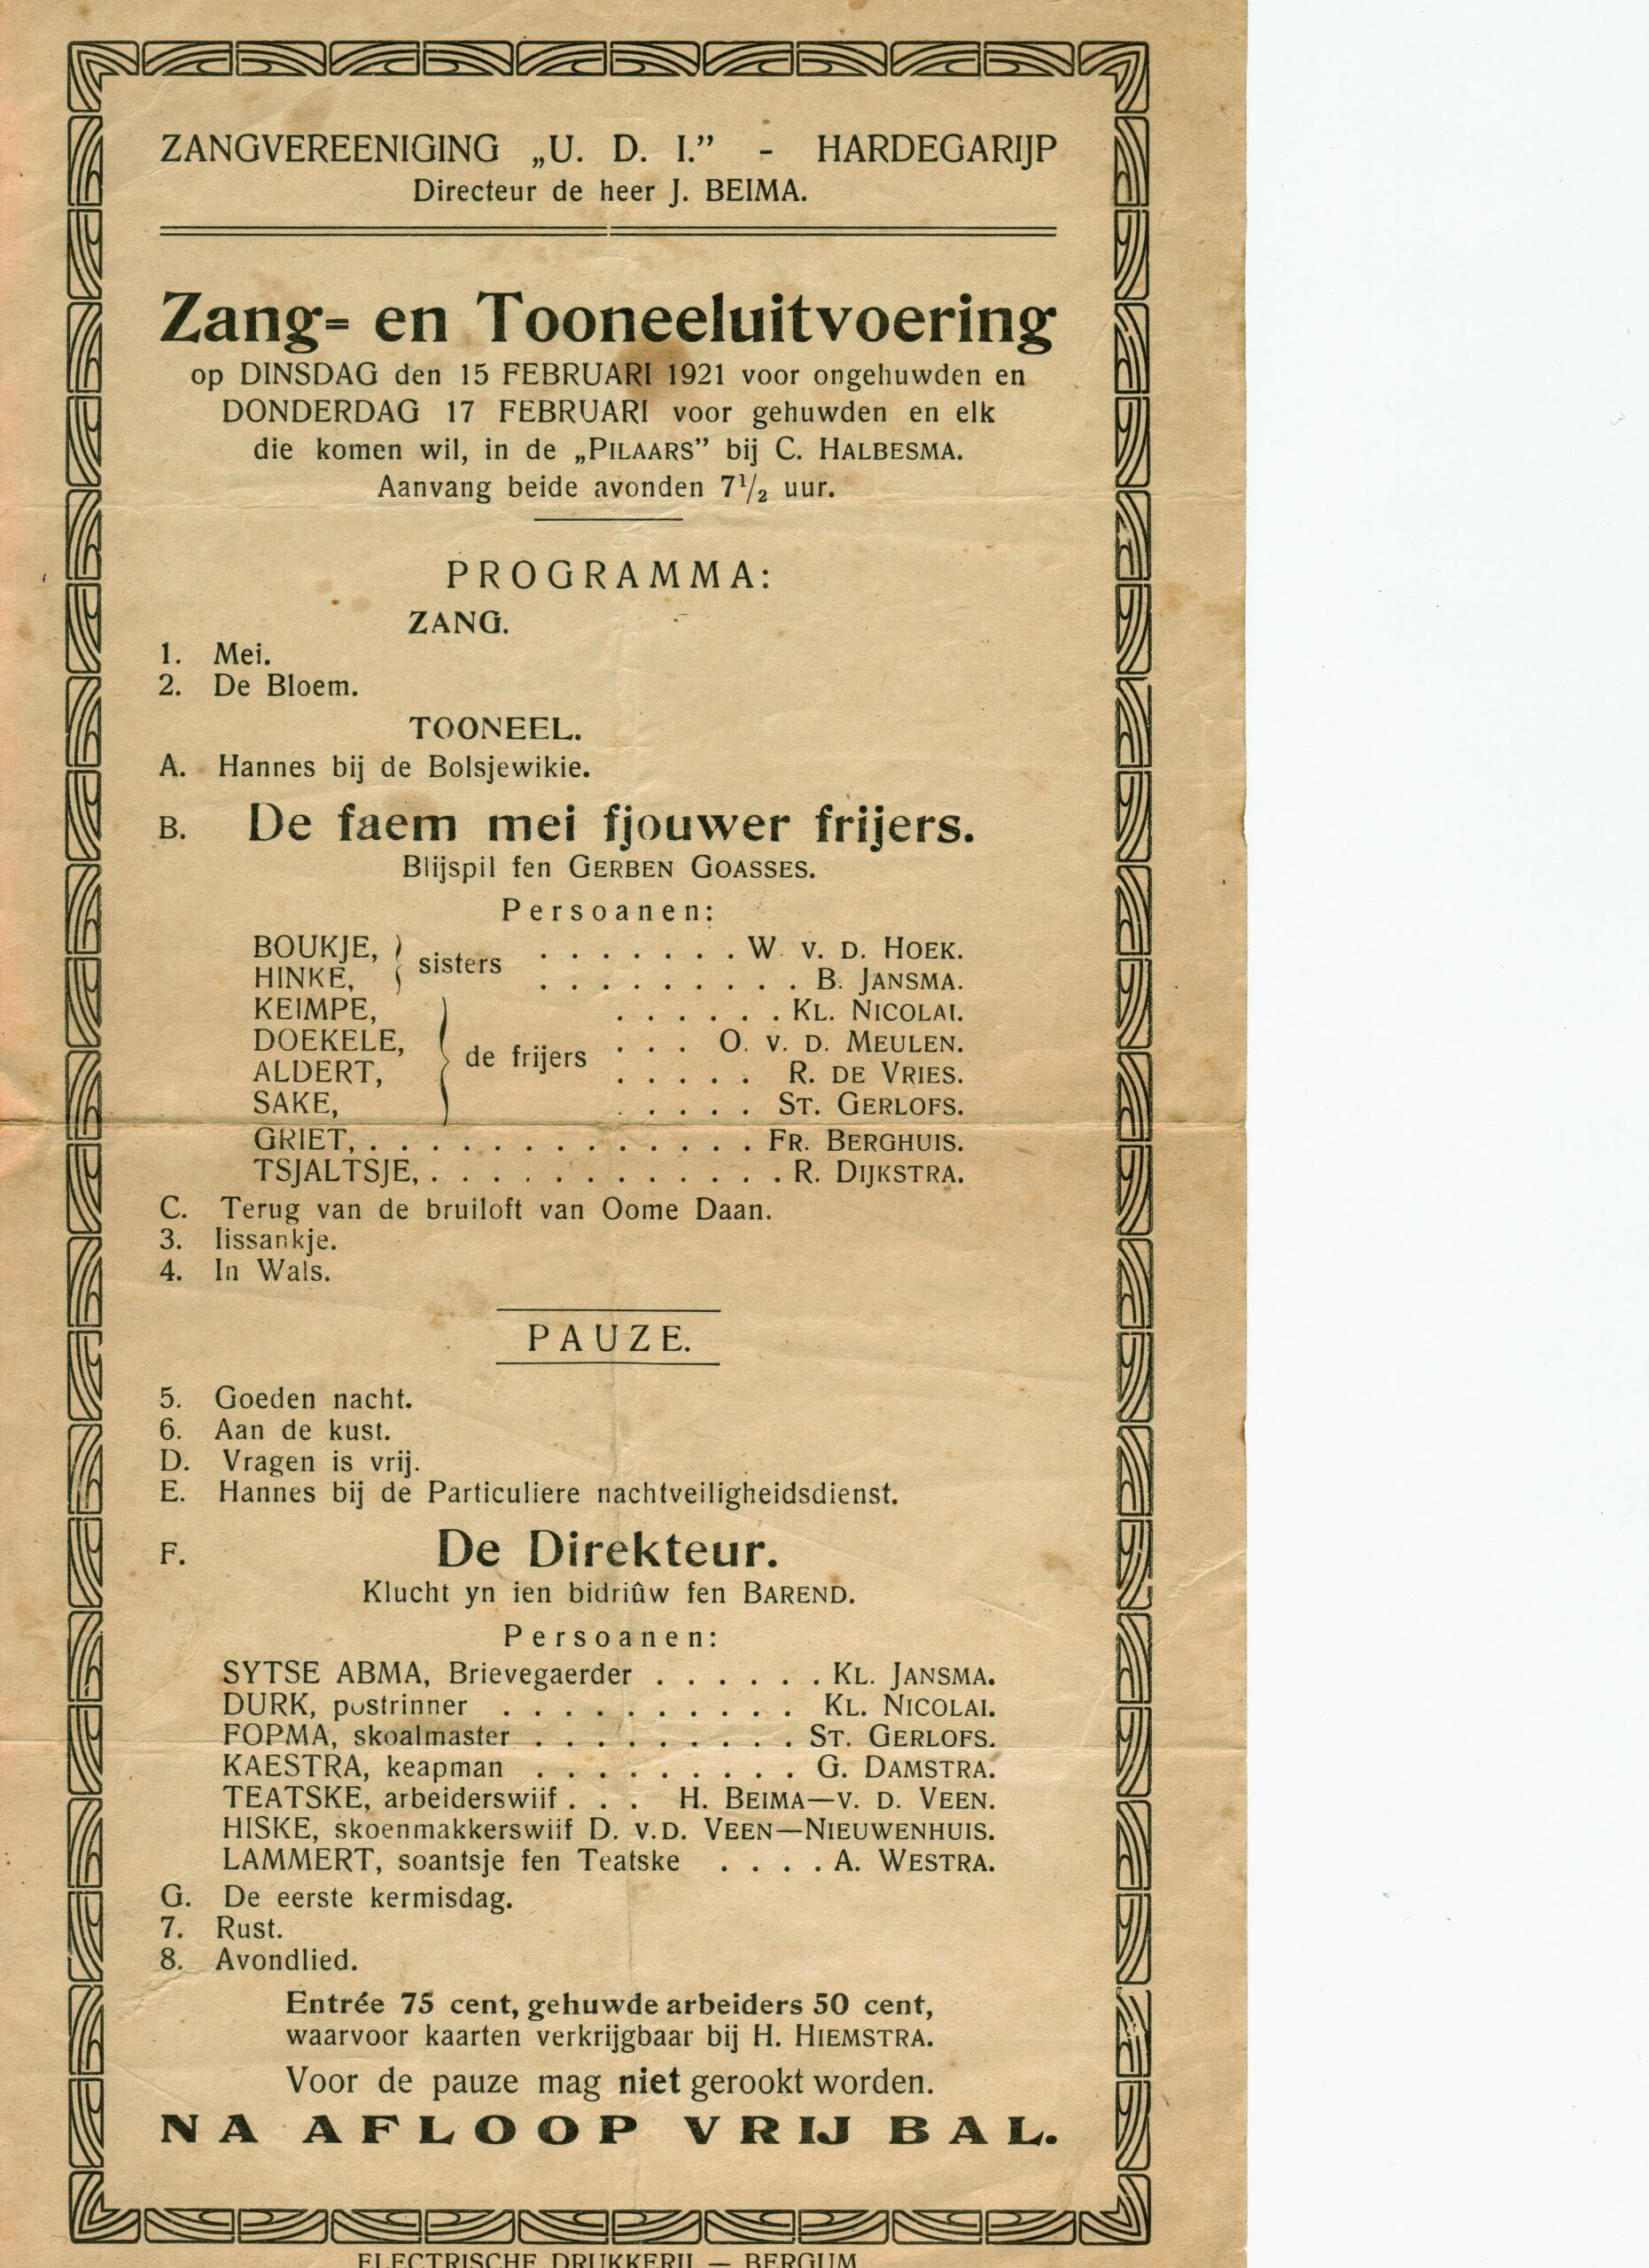 ZANGVEREENIGING „U. D. I.” - HARDEGARIJP
Directeur de heer J. BEIMA.
Zang= en Tooneeluitvoering
op DINSDAG den 15 FEBRUARI 1921 voor ongehuwden en
DONDERDAG 17 FEBRUARI voor gehuwden en elk
die komen wil, in de „PILAARS” bij C. HALBESMA.
Aanvang beide avonden 7 1/2 uur.
PROGRAMMA:
ZANG.
1. Mei.
2. De Bloem.
TOONEEL.
A. Hannes bij de Bolsjewikie.
B. De faem mei fjouwer frijers.
Blijspil fen GERBEN GOASSES.
Persoanen:
BOUKJE, } sisters . . . . . . . W. V. D. HOEK.
HINKE, . . . . . . . . . B. JANSMA.
KEIMPE, . . . . . . KL. NICOLAI.
DOEKELE, } de frijers . . . O. V. D. MEULEN.
ALDERT, . . . . . R. DE VRIES.
SAKE, . . . . ST. GERLOFS.
GRIET, . . . . . . . . . . . . . . FR. BERGHUIS.
TSJALTSJE, . . . . . . . . . . . . . R. DIJKSTRA.
C. Terug van de bruiloft van Oome Daan.
3. Iissankje.
4. In Wals.
PAUZE.
5. Goeden nacht.
6. Aan de kust.
D. Vragen is vrij.
E. Hannes bij de Particuliere nachtveiligheidsdienst.
F. De Direkteur.
Klucht yn ien bidriûw fen BAREND.
Persoanen:
SYTSE ABMA, Brievegaerder . . . . . . KL. JANSMA.
DURK, postrinner . . . . . . . . . . KL. NICOLAI.
FOPMA, skoalmaster . . . . . . . . . ST. GERLOFS.
KAESTRA, keapman . . . . . . . . . G. DAMSTRA.
TEATSKE, arbeiderswiif . . . H. BEIMA—V. D. VEEN.
HISKE, skoenmakkerswiif D. V.D. VEEN—NIEUWENHUIS.
LAMMERT, soantsje fen Teatske . . . . A. WESTRA.
G. De eerste kermisdag.
7. Rust.
8. Avondlied.
Entrée 75 cent, gehuwde arbeiders 50 cent,
waarvoor kaarten verkrijgbaar bij H. HIEMSTRA.
Voor de pauze mag niet gerookt worden.
NA AFLOOP VRIJ BAL.
ELECTRISCHE DRUKKERIJ — BERGUM